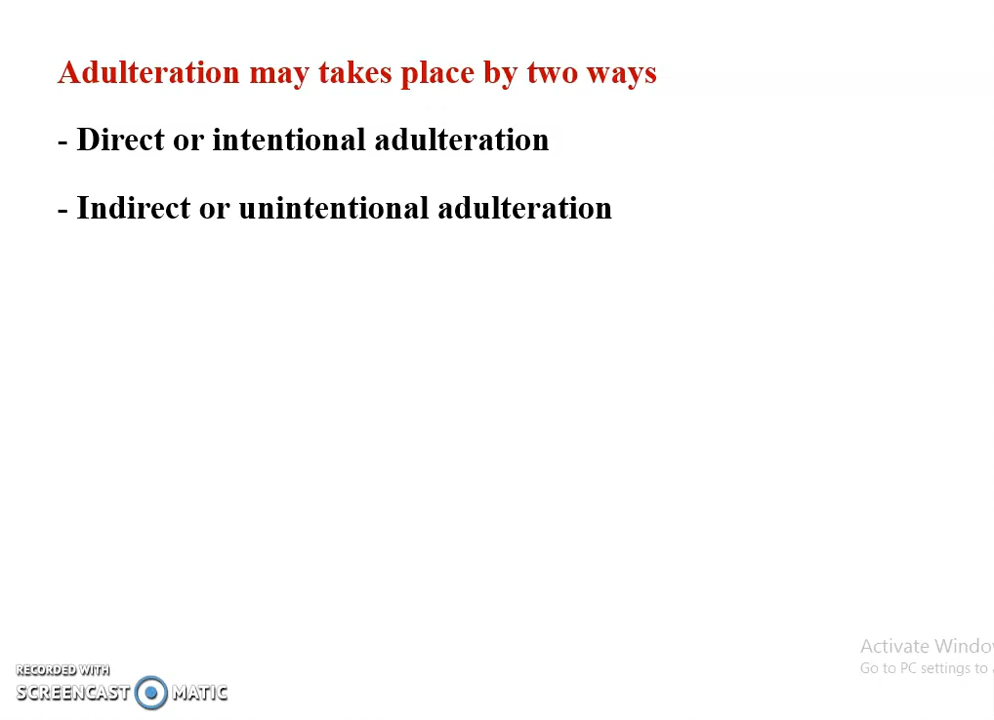 Adulteration may takes place by two ways
- Direct or intentional adulteration
- Indirect or unintentional adulteration
Activate Windo
Go to PC settings to
RECORDED WITH
SCREENCAST MATIC